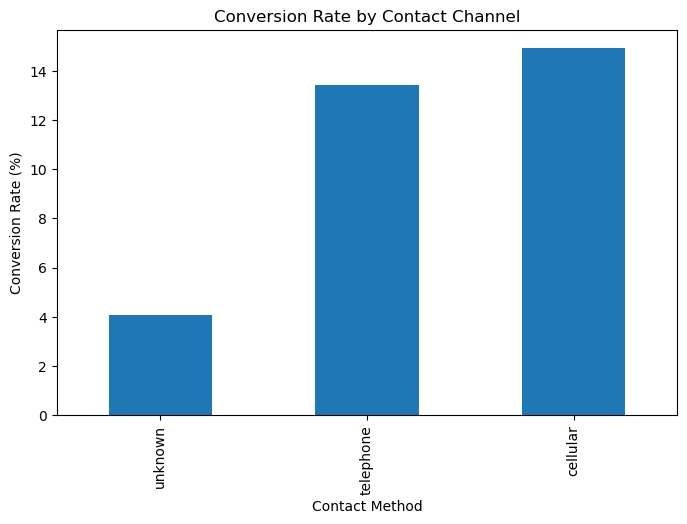 Conversion Rate by Contact Channel
Conversion Rate (%)
14
12
10
8
6
4
2
0
unknown
telephone
cellular
Contact Method